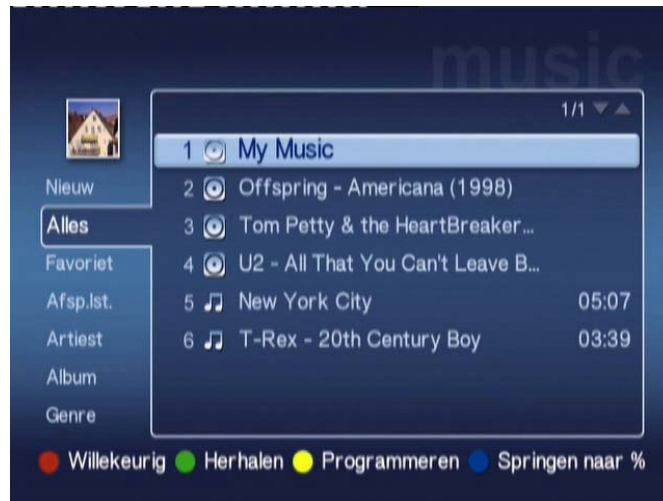 music
1/1
1 My Music
Nieuw
2 Offspring - Americana (1998)
Alles
3 Tom Petty & the HeartBreaker...
Favoriet
4 U2 - All That You Can't Leave B...
Afsp.lst.
5 New York City 05:07
Artiest
6 T-Rex - 20th Century Boy 03:39
Album
Genre
Willekeurig Herhalen Programmeren Springen naar %